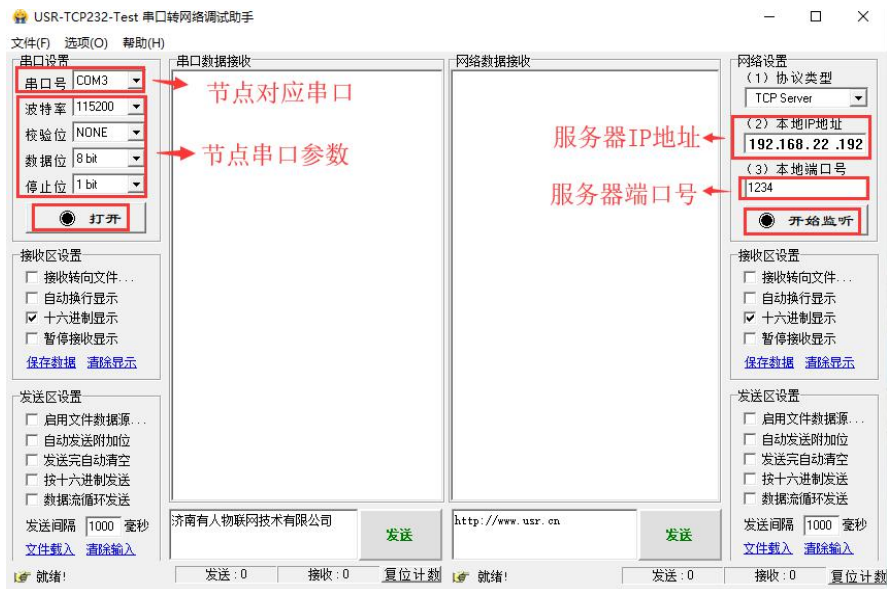 USR-TCP232-Test 串口转网络调试助手
文件(F) 选项(O) 帮助(H)
串口设置
串口号 COM3
波特率 115200
校验位 NONE
数据位 8 bit
停止位 1 bit
打开
接收区设置
接收转向文件...
自动换行显示
十六进制显示
暂停接收显示
保存数据 清除显示
发送区设置
启用文件数据源...
自动发送附加位
发送完自动清空
按十六进制发送
数据流循环发送
发送间隔 1000 毫秒
文件载入 清除输入
串口数据接收
节点对应串口
节点串口参数
济南有人物联网技术有限公司
发送
网络数据接收
服务器IP地址
服务器端口号
http://www.usr.cn
发送
网络设置
(1) 协议类型
TCP Server
(2) 本地IP地址
192.168.22 .192
(3) 本地端口号
1234
开始监听
接收区设置
接收转向文件...
自动换行显示
十六进制显示
暂停接收显示
保存数据 清除显示
发送区设置
启用文件数据源...
自动发送附加位
发送完自动清空
按十六进制发送
数据流循环发送
发送间隔 1000 毫秒
文件载入 清除输入
就绪! 发送:0 接收:0 复位计数
就绪! 发送:0 接收:0 复位计数